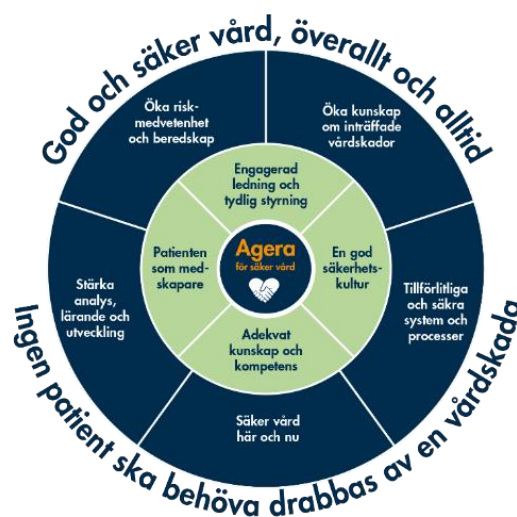 God och säker vård, överallt och alltid
Öka risk-
medvetenhet
och beredskap
Öka kunskap
om inträffade
vårdskador
Engagerad
ledning och
tydlig styrning
Patienten
som med-
skapare
Agera
för säker vård
En god
säkerhets-
kultur
Stärka
analys,
lärande och
utveckling
Tillförlitliga
och säkra
system och
processer
Adekvat
kunskap och
kompetens
Säker vård
här och nu
Ingen patient ska behöva drabbas av en vårdskada